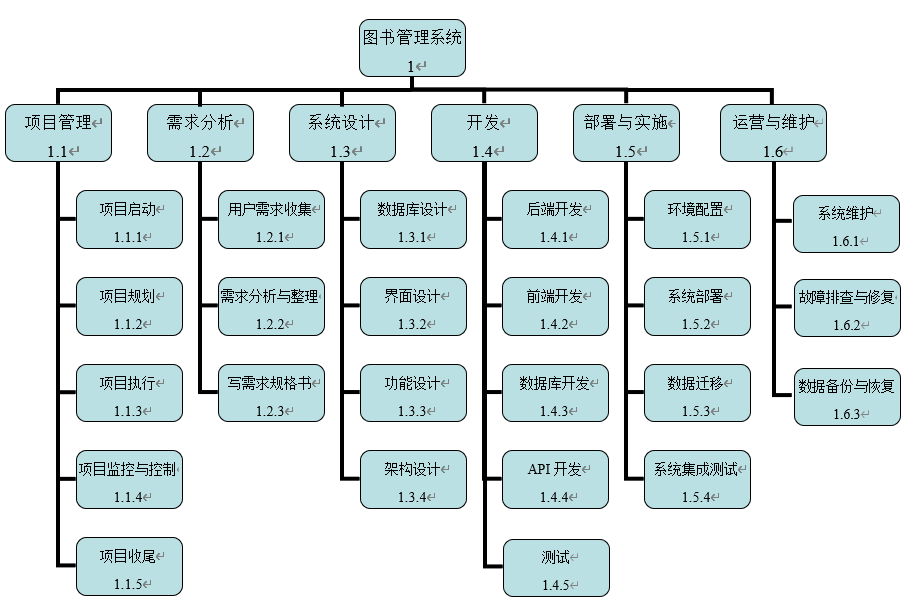 图书管理系统
1
项目管理
1.1
需求分析
1.2
系统设计
1.3
开发
1.4
部署与实施
1.5
运营与维护
1.6
项目启动
1.1.1
项目规划
1.1.2
项目执行
1.1.3
项目监控与控制
1.1.4
项目收尾
1.1.5
用户需求收集
1.2.1
需求分析与整理
1.2.2
写需求规格书
1.2.3
数据库设计
1.3.1
界面设计
1.3.2
功能设计
1.3.3
架构设计
1.3.4
后端开发
1.4.1
前端开发
1.4.2
数据库开发
1.4.3
API 开发
1.4.4
测试
1.4.5
环境配置
1.5.1
系统部署
1.5.2
数据迁移
1.5.3
系统集成测试
1.5.4
系统维护
1.6.1
故障排查与修复
1.6.2
数据备份与恢复
1.6.3